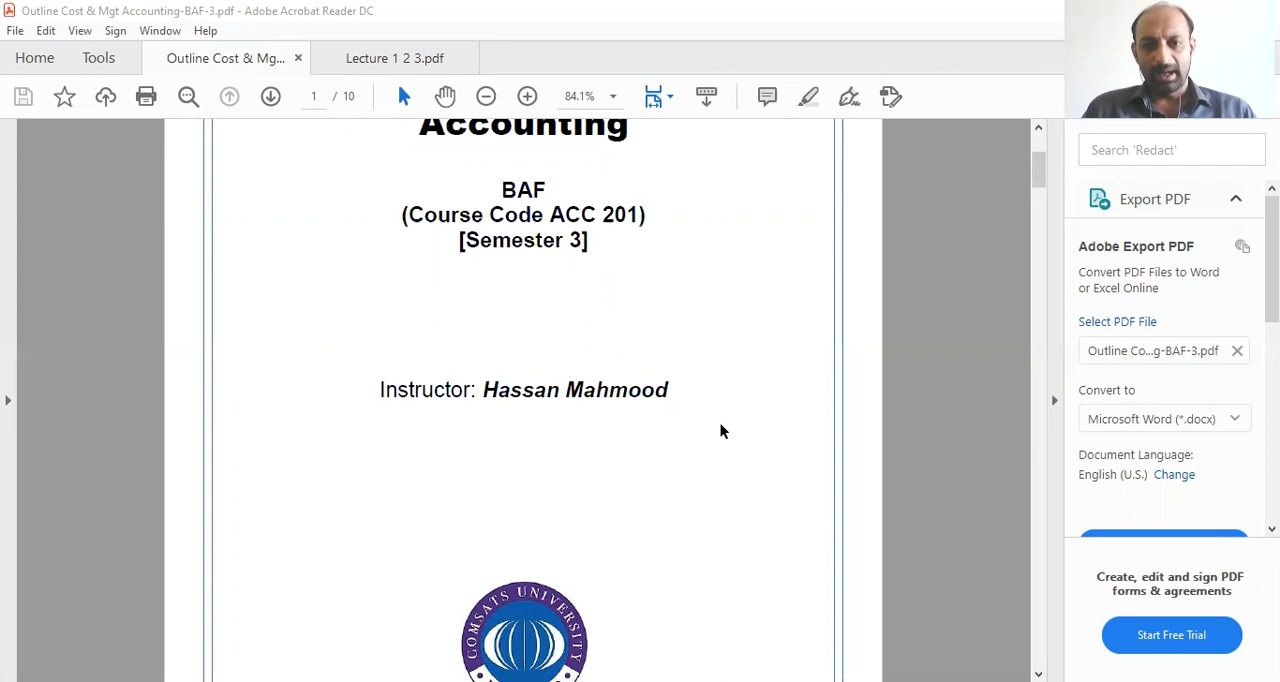 Outline Cost & Mgt Accounting-BAF-3.pdf - Adobe Acrobat Reader DC
File Edit View Sign Window Help
Home Tools Outline Cost & Mg... × Lecture 1 2 3.pdf
1 / 10 84.1%
Accounting
BAF
(Course Code ACC 201)
[Semester 3]
Instructor: Hassan Mahmood
COMSATS UNIVERSITY
Search 'Redact'
Export PDF
Adobe Export PDF
Convert PDF Files to Word
or Excel Online
Select PDF File
Outline Co...g-BAF-3.pdf
Convert to
Microsoft Word (*.docx)
Document Language:
English (U.S.) Change
Create, edit and sign PDF
forms & agreements
Start Free Trial